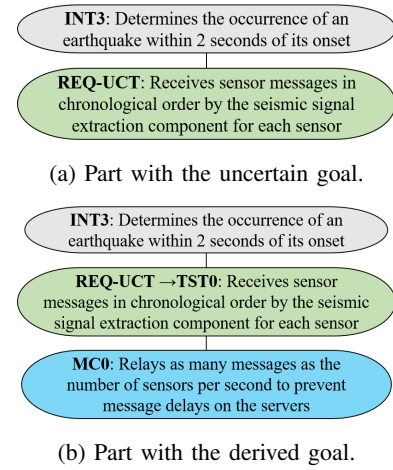 INT3: Determines the occurrence of an
earthquake within 2 seconds of its onset
REQ-UCT: Receives sensor messages in
chronological order by the seismic signal
extraction component for each sensor
(a) Part with the uncertain goal.
INT3: Determines the occurrence of an
earthquake within 2 seconds of its onset
REQ-UCT →TST0: Receives sensor
messages in chronological order by the seismic
signal extraction component for each sensor
MC0: Relays as many messages as the
number of sensors per second to prevent
message delays on the servers
(b) Part with the derived goal.